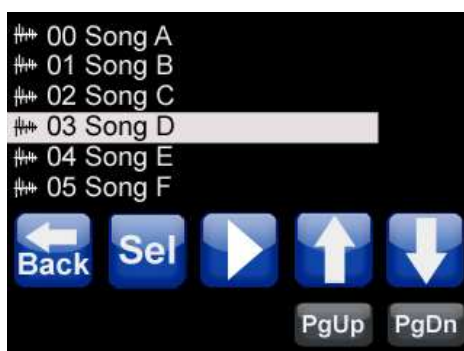 00 Song A
01 Song B
02 Song C
03 Song D
04 Song E
05 Song F
Back Sel
PgUp PgDn